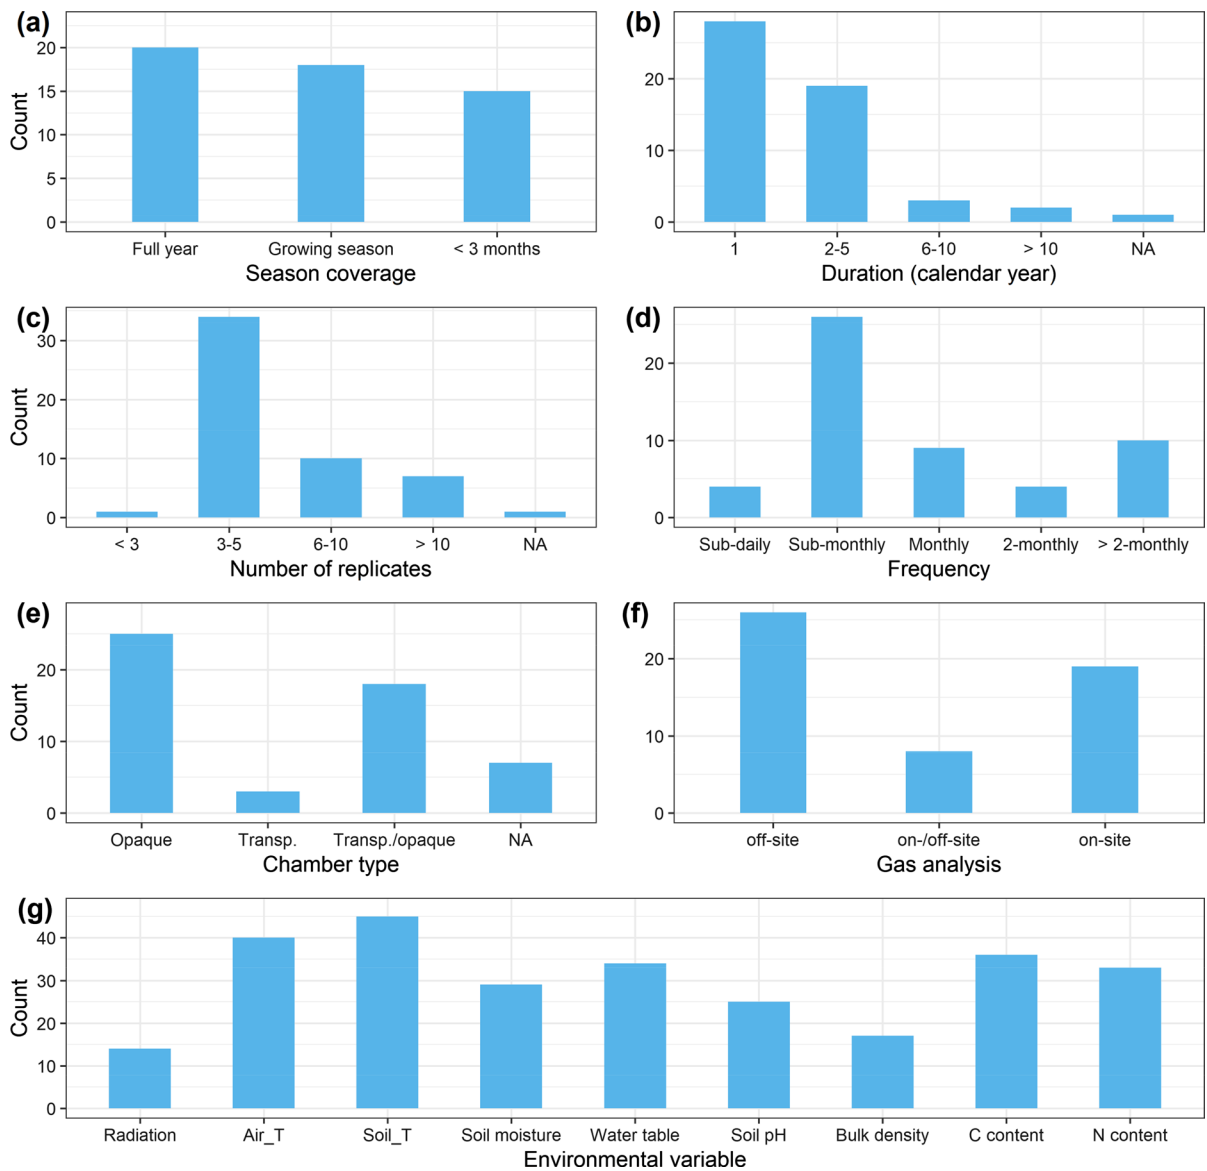 (a)
Count
20
15
10
5
0
Full year Growing season < 3 months
Season coverage
(b)
20
10
0
1 2-5 6-10 > 10 NA
Duration (calendar year)
(c)
Count
30
20
10
0
< 3 3-5 6-10 > 10 NA
Number of replicates
(d)
20
10
0
Sub-daily Sub-monthly Monthly 2-monthly > 2-monthly
Frequency
(e)
Count
20
10
0
Opaque Transp. Transp./opaque NA
Chamber type
(f)
20
10
0
off-site on-/off-site on-site
Gas analysis
(g)
Count
40
30
20
10
0
Radiation Air_T Soil_T Soil moisture Water table Soil pH Bulk density C content N content
Environmental variable